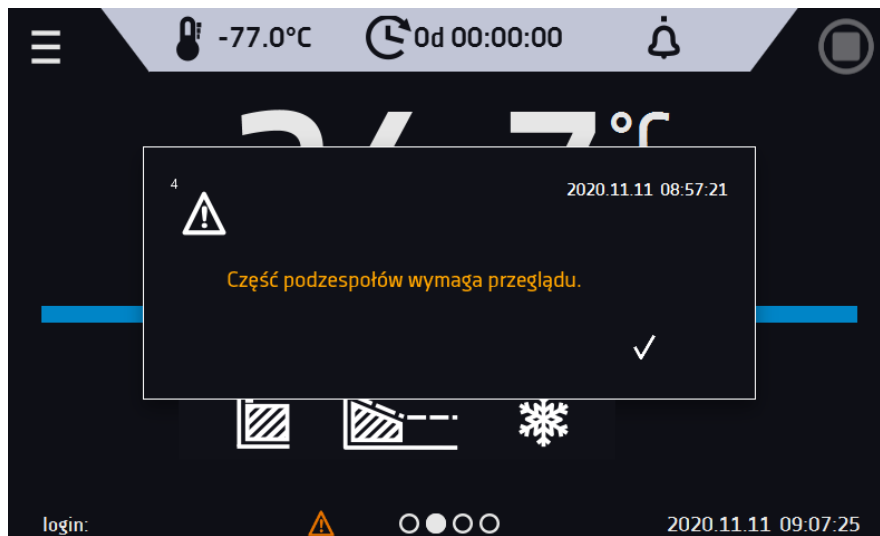 -77.0°C 0d 00:00:00
°C
4
2020.11.11 08:57:21
Część podzespołów wymaga przeglądu.
login: 2020.11.11 09:07:25